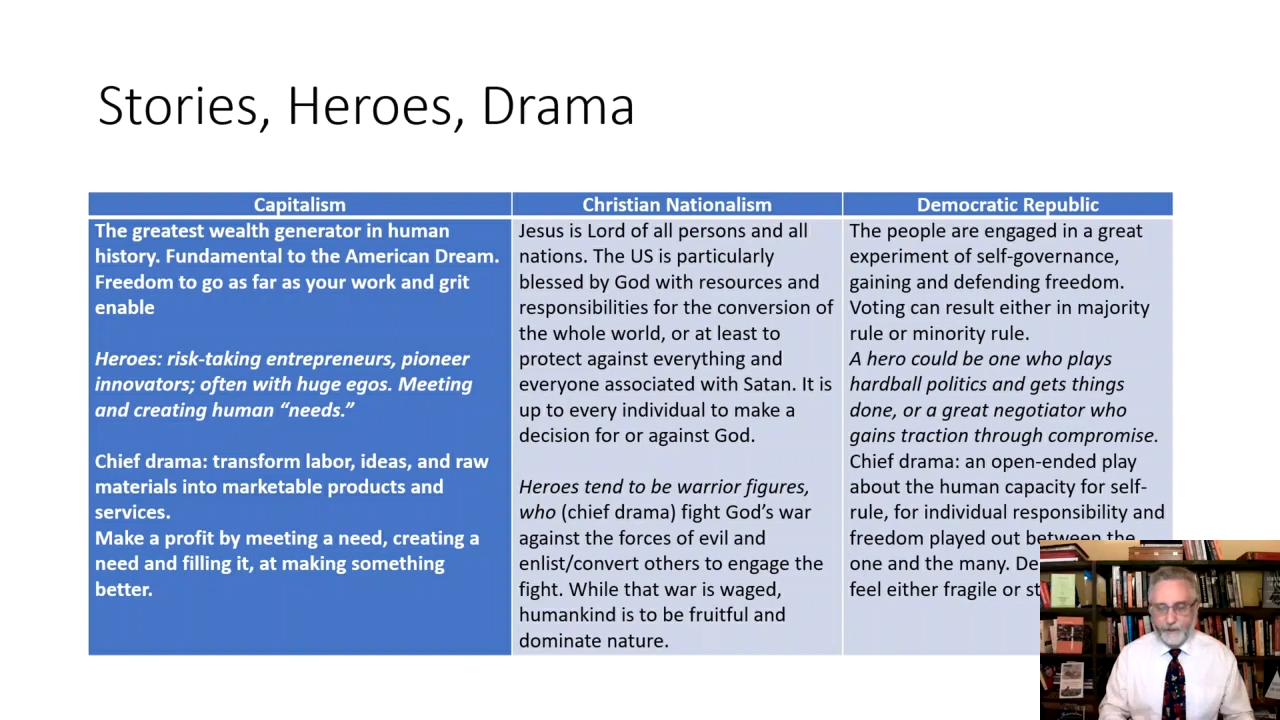 Stories, Heroes, Drama
Capitalism
The greatest wealth generator in human
history. Fundamental to the American Dream.
Freedom to go as far as your work and grit
enable
Heroes: risk-taking entrepreneurs, pioneer
innovators; often with huge egos. Meeting
and creating human “needs.”
Chief drama: transform labor, ideas, and raw
materials into marketable products and
services.
Make a profit by meeting a need, creating a
need and filling it, at making something
better.
Christian Nationalism
Jesus is Lord of all persons and all
nations. The US is particularly
blessed by God with resources and
responsibilities for the conversion of
the whole world, or at least to
protect against everything and
everyone associated with Satan. It is
up to every individual to make a
decision for or against God.
Heroes tend to be warrior figures,
who (chief drama) fight God’s war
against the forces of evil and
enlist/convert others to engage the
fight. While that war is waged,
humankind is to be fruitful and
dominate nature.
Democratic Republic
The people are engaged in a great
experiment of self-governance,
gaining and defending freedom.
Voting can result either in majority
rule or minority rule.
A hero could be one who plays
hardball politics and gets things
done, or a great negotiator who
gains traction through compromise.
Chief drama: an open-ended play
about the human capacity for self-
rule, for individual responsibility and
freedom played out between the
one and the many.
feel either fragile or